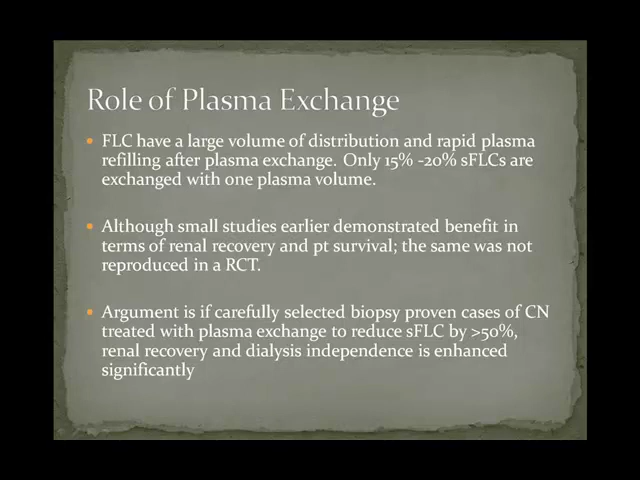 Role of Plasma Exchange
FLC have a large volume of distribution and rapid plasma
refilling after plasma exchange. Only 15% -20% sFLCs are
exchanged with one plasma volume.
Although small studies earlier demonstrated benefit in
terms of renal recovery and pt survival; the same was not
reproduced in a RCT.
Argument is if carefully selected biopsy proven cases of CN
treated with plasma exchange to reduce sFLC by >50%,
renal recovery and dialysis independence is enhanced
significantly